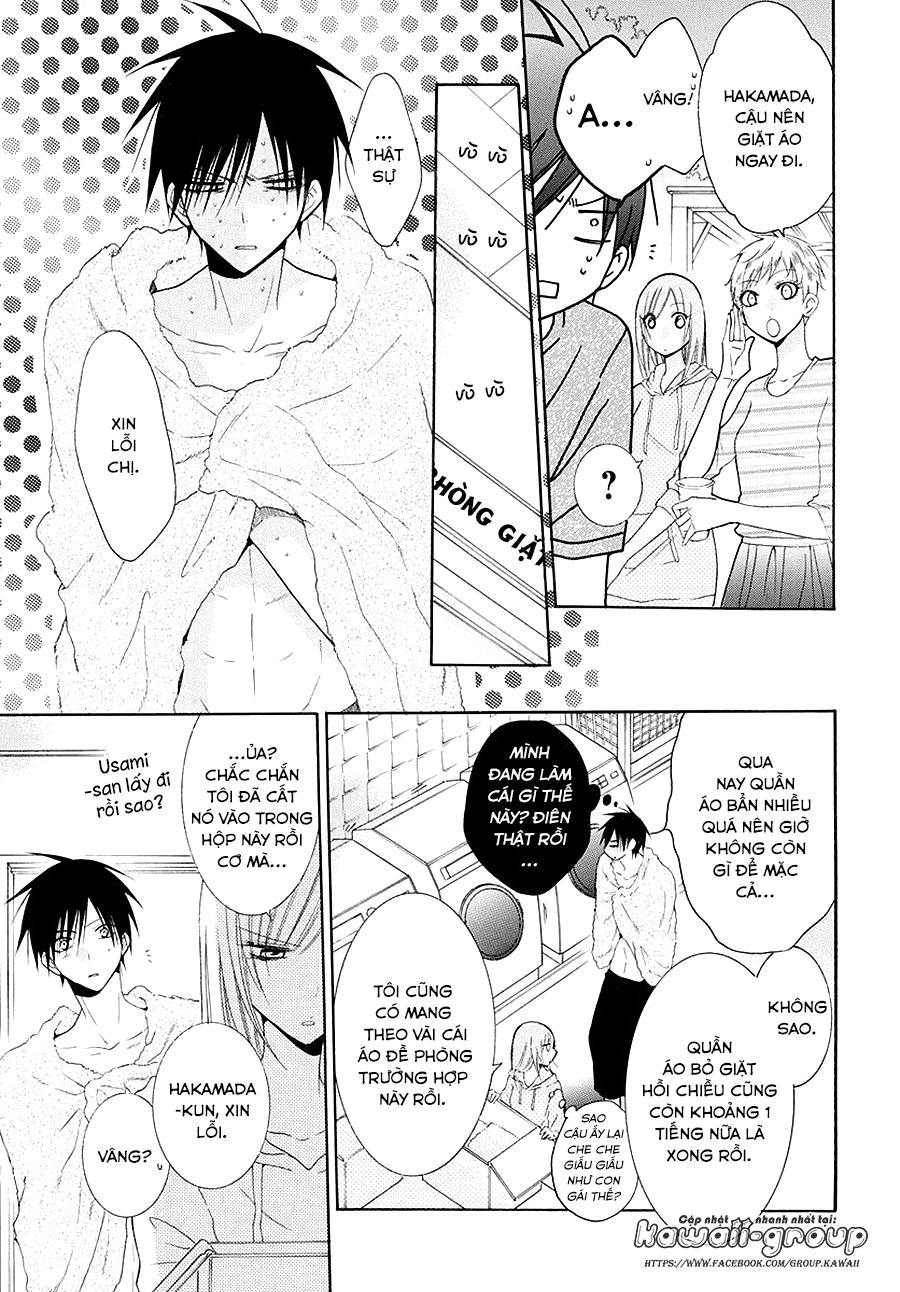 HAKAMADA,
CẬU NÊN
GIẶT ÁO
NGAY ĐI.
VÂNG!
A...
?
VÙ VÙ
VÙ VÙ
VÙ VÙ
PHÒNG GIẶT
...
THẬT
SỰ
XIN
LỖI
CHỊ.
QUA
NAY QUẦN
ÁO BẨN NHIỀU
QUÁ NÊN GIỜ
KHÔNG CÒN
GÌ ĐỂ MẶC
CẢ...
KHÔNG
SAO.
QUẦN
ÁO BỎ GIẶT
HỒI CHIỀU CŨNG
CÒN KHOẢNG 1
TIẾNG NỮA LÀ
XONG RỒI.
MÌNH
ĐANG LÀM
CÁI GÌ THẾ
NÀY? ĐIÊN
THẬT RỒI
...
TÔI CŨNG
CÓ MANG
THEO VÀI CÁI
ÁO ĐỀ PHÒNG
TRƯỜNG HỢP
NÀY RỒI.
SAO
CẬU ẤY LẠI
CHE CHE
GIẤU GIẤU
NHƯ CON
GÁI THẾ?
...ỦA?
CHẮC CHẮN
TÔI ĐÃ CẤT
NÓ VÀO TRONG
HỘP NÀY RỒI
CƠ MÀ...
Usami
-san lấy đi
rồi sao?
HAKAMADA
-KUN, XIN
LỖI.
VÂNG?
Cập nhật nhanh nhất tại:
kawaii-group
HTTPS://WWW.FACEBOOK.COM/GROUP.KAWAII